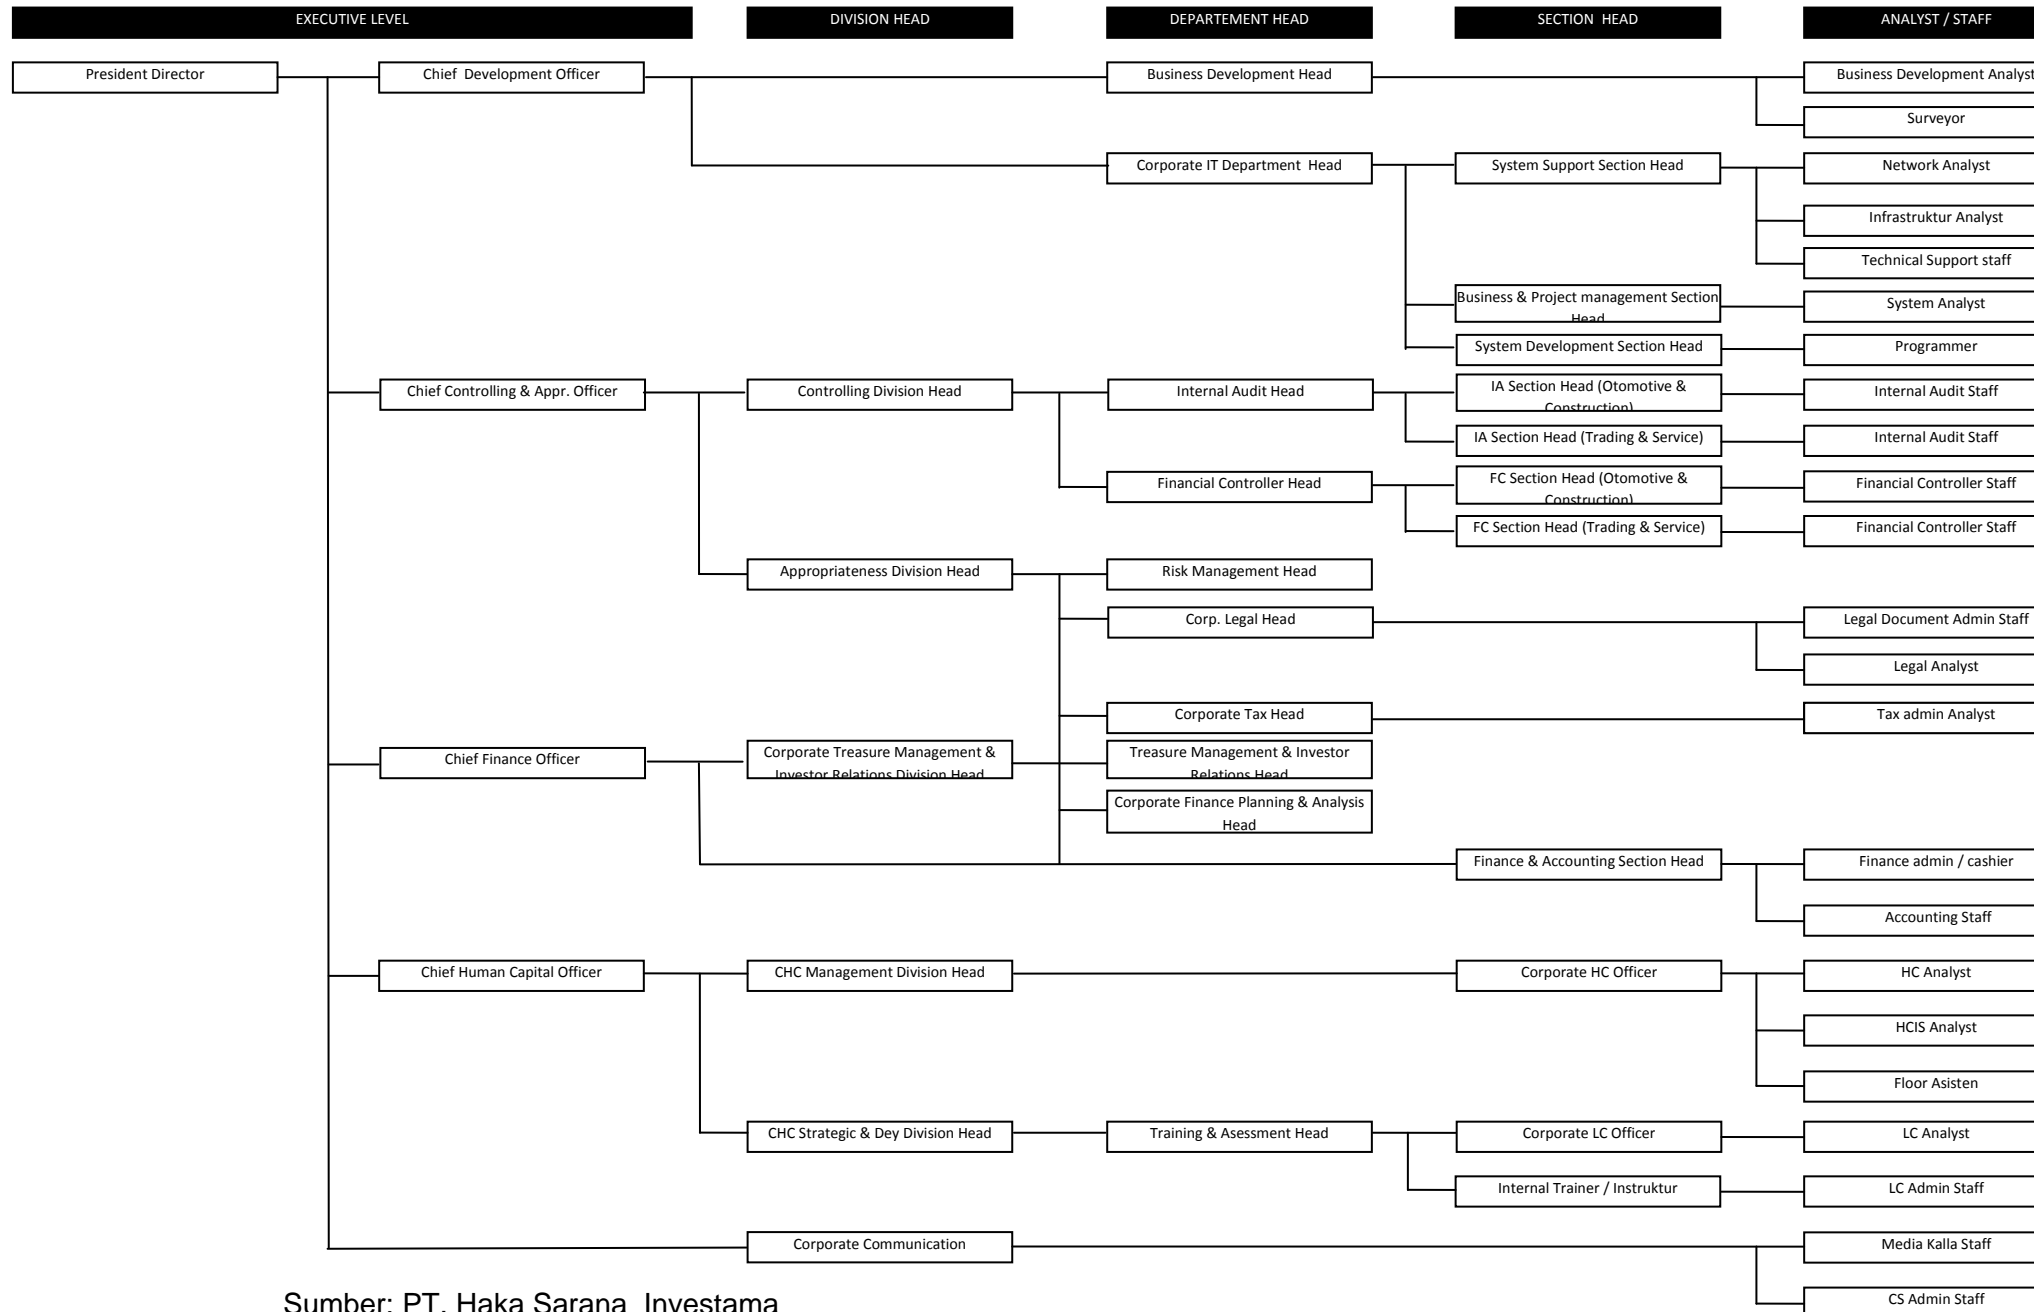 EXECUTIVE LEVEL
DIVISION HEAD
DEPARTEMENT HEAD
SECTION HEAD
ANALYST / STAFF
President Director
Chief Development Officer
Business Development Head
Business Development Analyst
Surveyor
Corporate IT Department Head
System Support Section Head
Network Analyst
Infrastruktur Analyst
Technical Support staff
Business & Project management Section
Head
System Analyst
System Development Section Head
Programmer
Chief Controlling & Appr. Officer
Controlling Division Head
Internal Audit Head
IA Section Head (Otomotive &
Construction)
Internal Audit Staff
IA Section Head (Trading & Service)
Internal Audit Staff
Financial Controller Head
FC Section Head (Otomotive &
Construction)
Financial Controller Staff
FC Section Head (Trading & Service)
Financial Controller Staff
Appropriateness Division Head
Risk Management Head
Corp. Legal Head
Legal Document Admin Staff
Legal Analyst
Corporate Tax Head
Tax admin Analyst
Chief Finance Officer
Corporate Treasure Management &
Investor Relations Division Head
Treasure Management & Investor
Relations Head
Corporate Finance Planning & Analysis
Head
Finance & Accounting Section Head
Finance admin / cashier
Accounting Staff
Chief Human Capital Officer
CHC Management Division Head
Corporate HC Officer
HC Analyst
HCIS Analyst
Floor Asisten
CHC Strategic & Dey Division Head
Training & Asessment Head
Corporate LC Officer
LC Analyst
Internal Trainer / Instruktur
LC Admin Staff
Corporate Communication
Media Kalla Staff
CS Admin Staff
Sumber: PT. Haka Sarana Investama